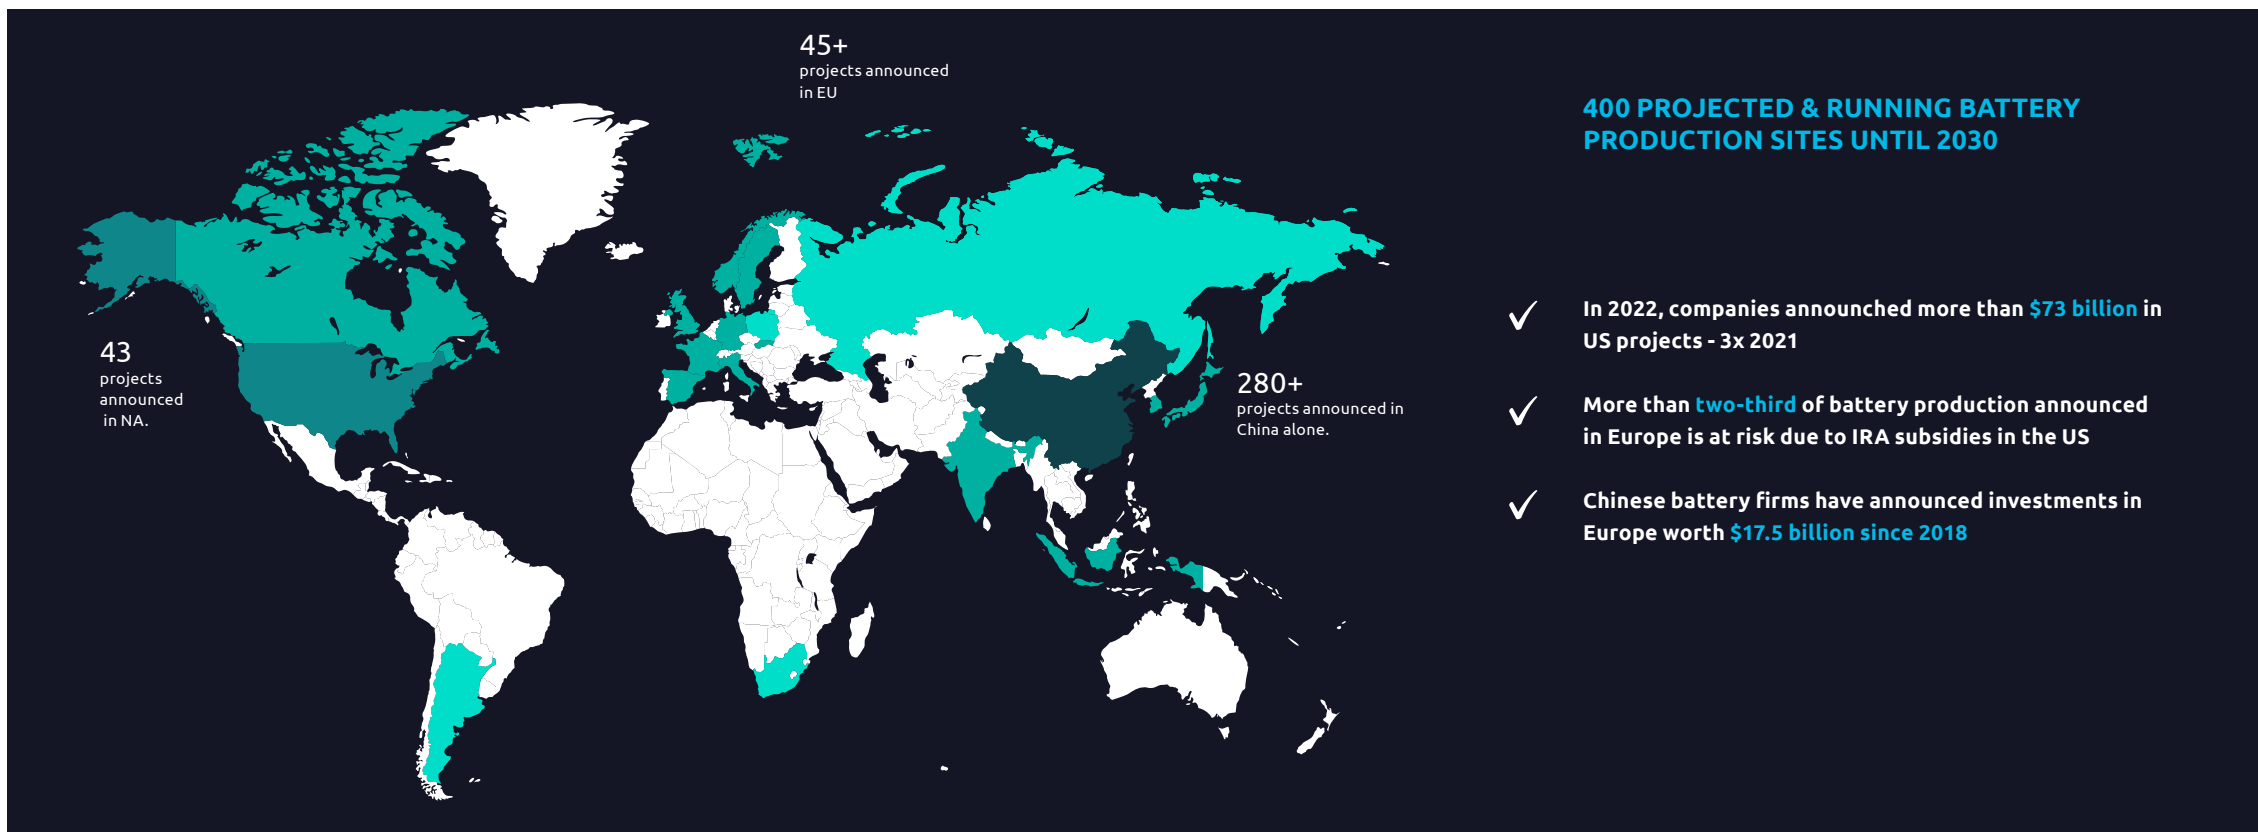 45+
projects announced
in EU
43
projects
announced
in NA.
280+
projects announced in
China alone.
400 PROJECTED & RUNNING BATTERY
PRODUCTION SITES UNTIL 2030
In 2022, companies announched more than $73 billion in
US projects - 3x 2021
More than two-third of battery production announced
in Europe is at risk due to IRA subsidies in the US
Chinese battery firms have announced investments in
Europe worth $17.5 billion since 2018